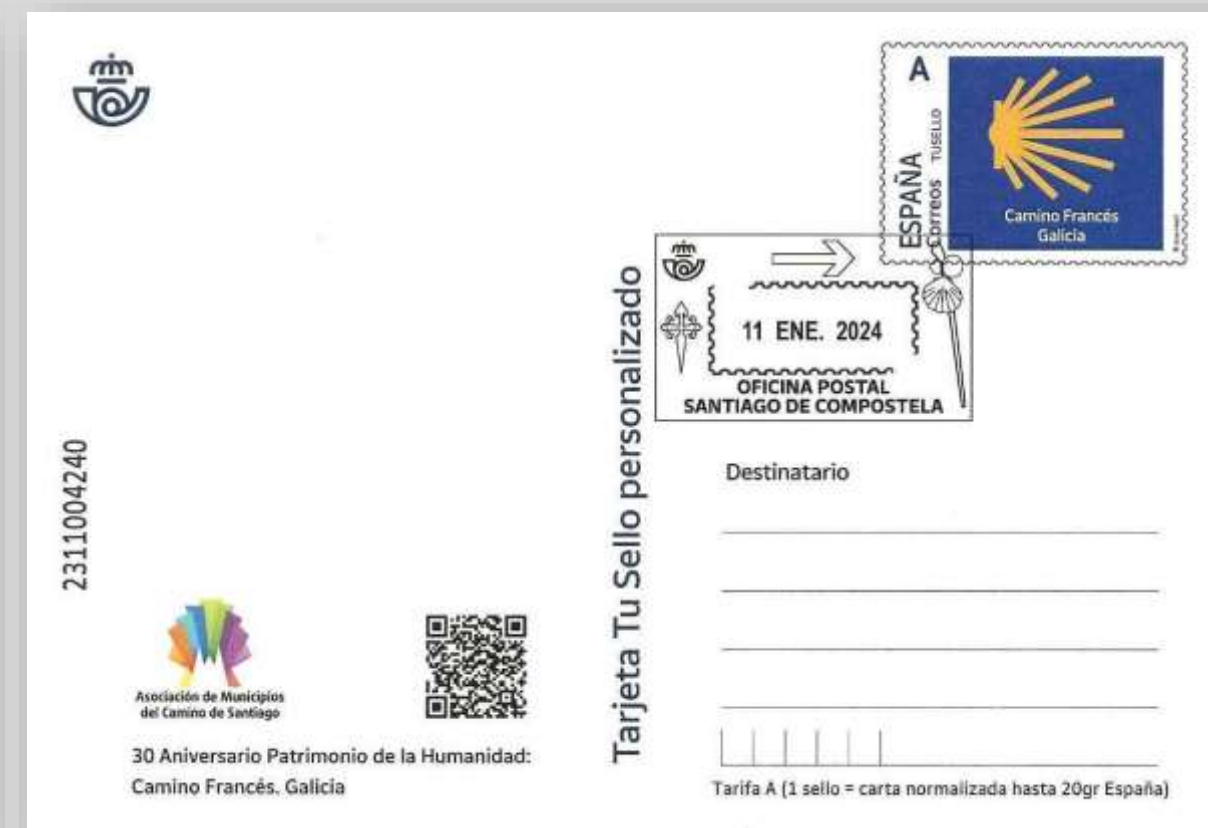 A
ESPAÑA
Correos TUSELLO
Camino Francés
Galicia
11 ENE. 2024
OFICINA POSTAL
SANTIAGO DE COMPOSTELA
Tarjeta Tu Sello personalizado
2311004240
Destinatario
Asociación de Municipios
del Camino de Santiago
30 Aniversario Patrimonio de la Humanidad:
Camino Francés. Galicia
Tarifa A (1 sello = carta normalizada hasta 20gr España)